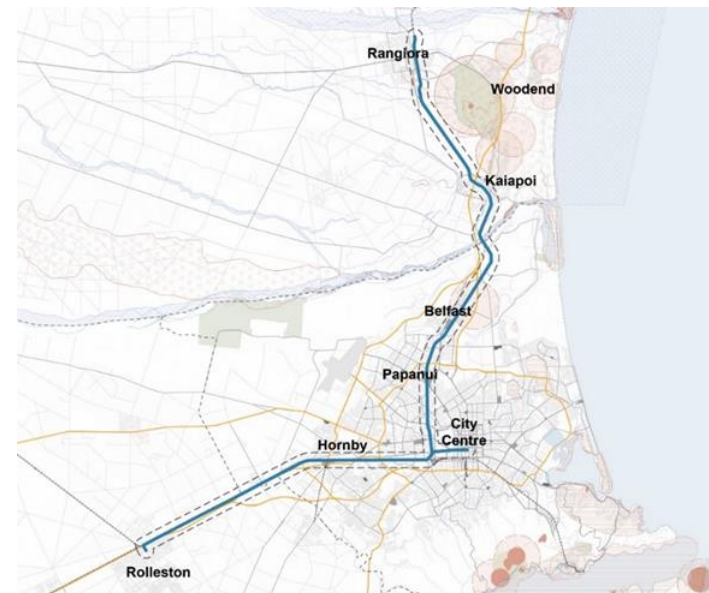 Rangiora
Woodend
Kaiapoi
Belfast
Papanui
City
Centre
Hornby
Rolleston